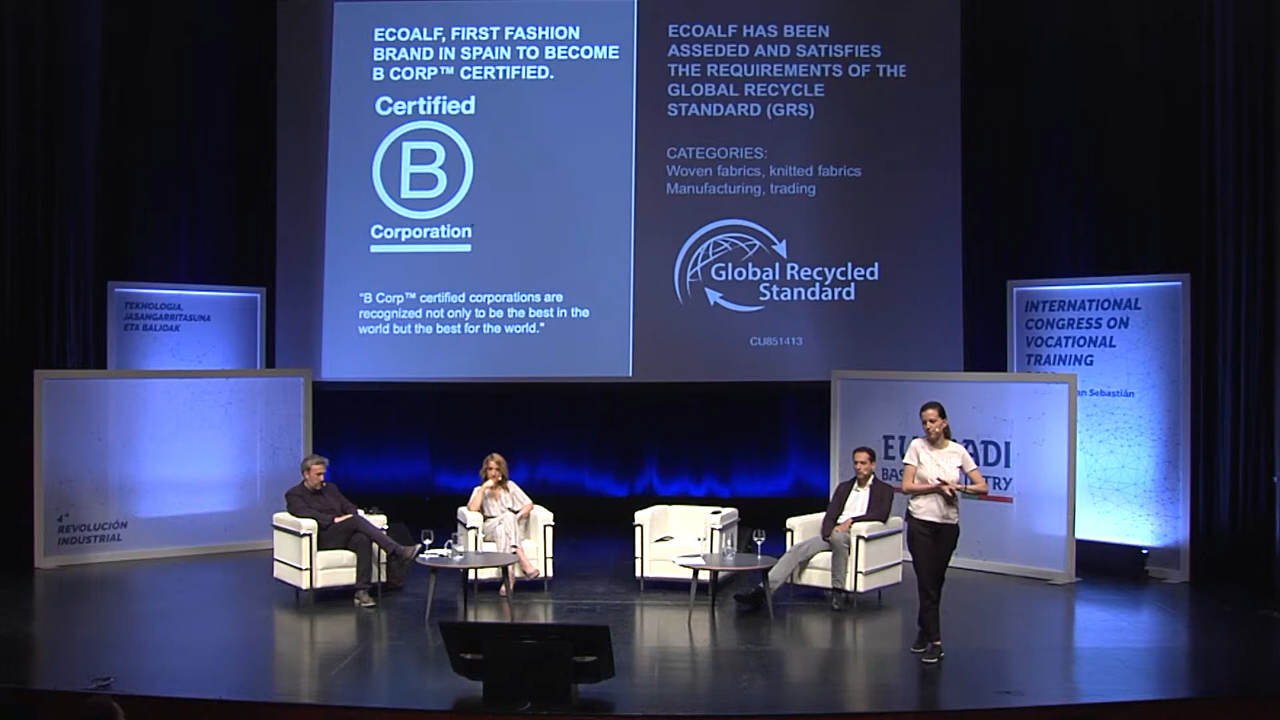 ECOALF, FIRST FASHION
BRAND IN SPAIN TO BECOME
B CORP™ CERTIFIED.
Certified
B
Corporation
"B Corp™ certified corporations are
recognized not only to be the best in the
world but the best for the world."
ECOALF HAS BEEN
ASSEDED AND SATISFIES
THE REQUIREMENTS OF THE
GLOBAL RECYCLE
STANDARD (GRS)
CATEGORIES:
Woven fabrics, knitted fabrics
Manufacturing, trading
Global Recycled
Standard
CU851413
TEKNOLOGIA,
JASANGARRITASUNA
ETA BALIOAK
4ª
REVOLUCIÓN
INDUSTRIAL
INTERNATIONAL
CONGRESS ON
VOCATIONAL
TRAINING
an Sebastián